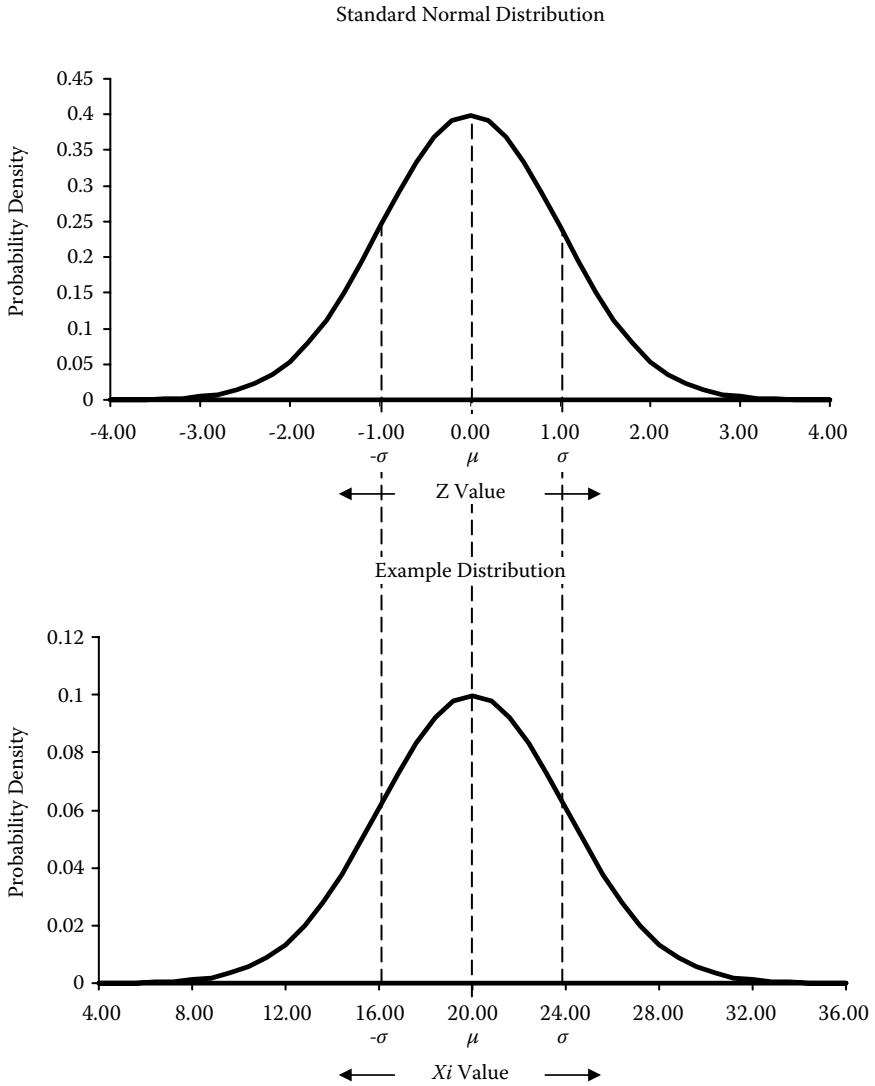 Standard Normal Distribution
Probability Density
0.45
0.4
0.35
0.3
0.25
0.2
0.15
0.1
0.05
0
-4.00 -3.00 -2.00 -1.00 0.00 1.00 2.00 3.00 4.00
-σ μ σ
Z Value
Example Distribution
Probability Density
0.12
0.1
0.08
0.06
0.04
0.02
0
4.00 8.00 12.00 16.00 20.00 24.00 28.00 32.00 36.00
-σ μ σ
Xi Value